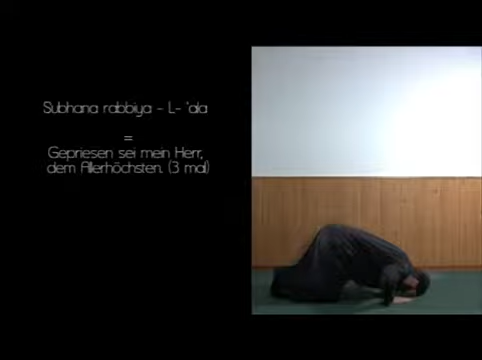 Subhana rabbiya - L- 'ala
=
Gepriesen sei mein Herr,
dem Allerhöchsten. (3 mal)